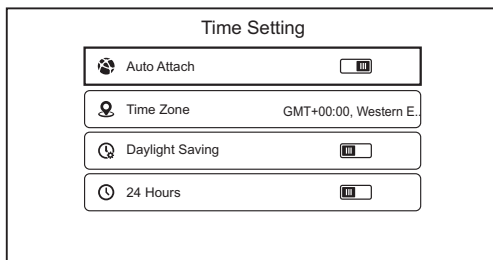 Time Setting
Auto Attach
Time Zone GMT+00:00, Western E..
Daylight Saving
24 Hours